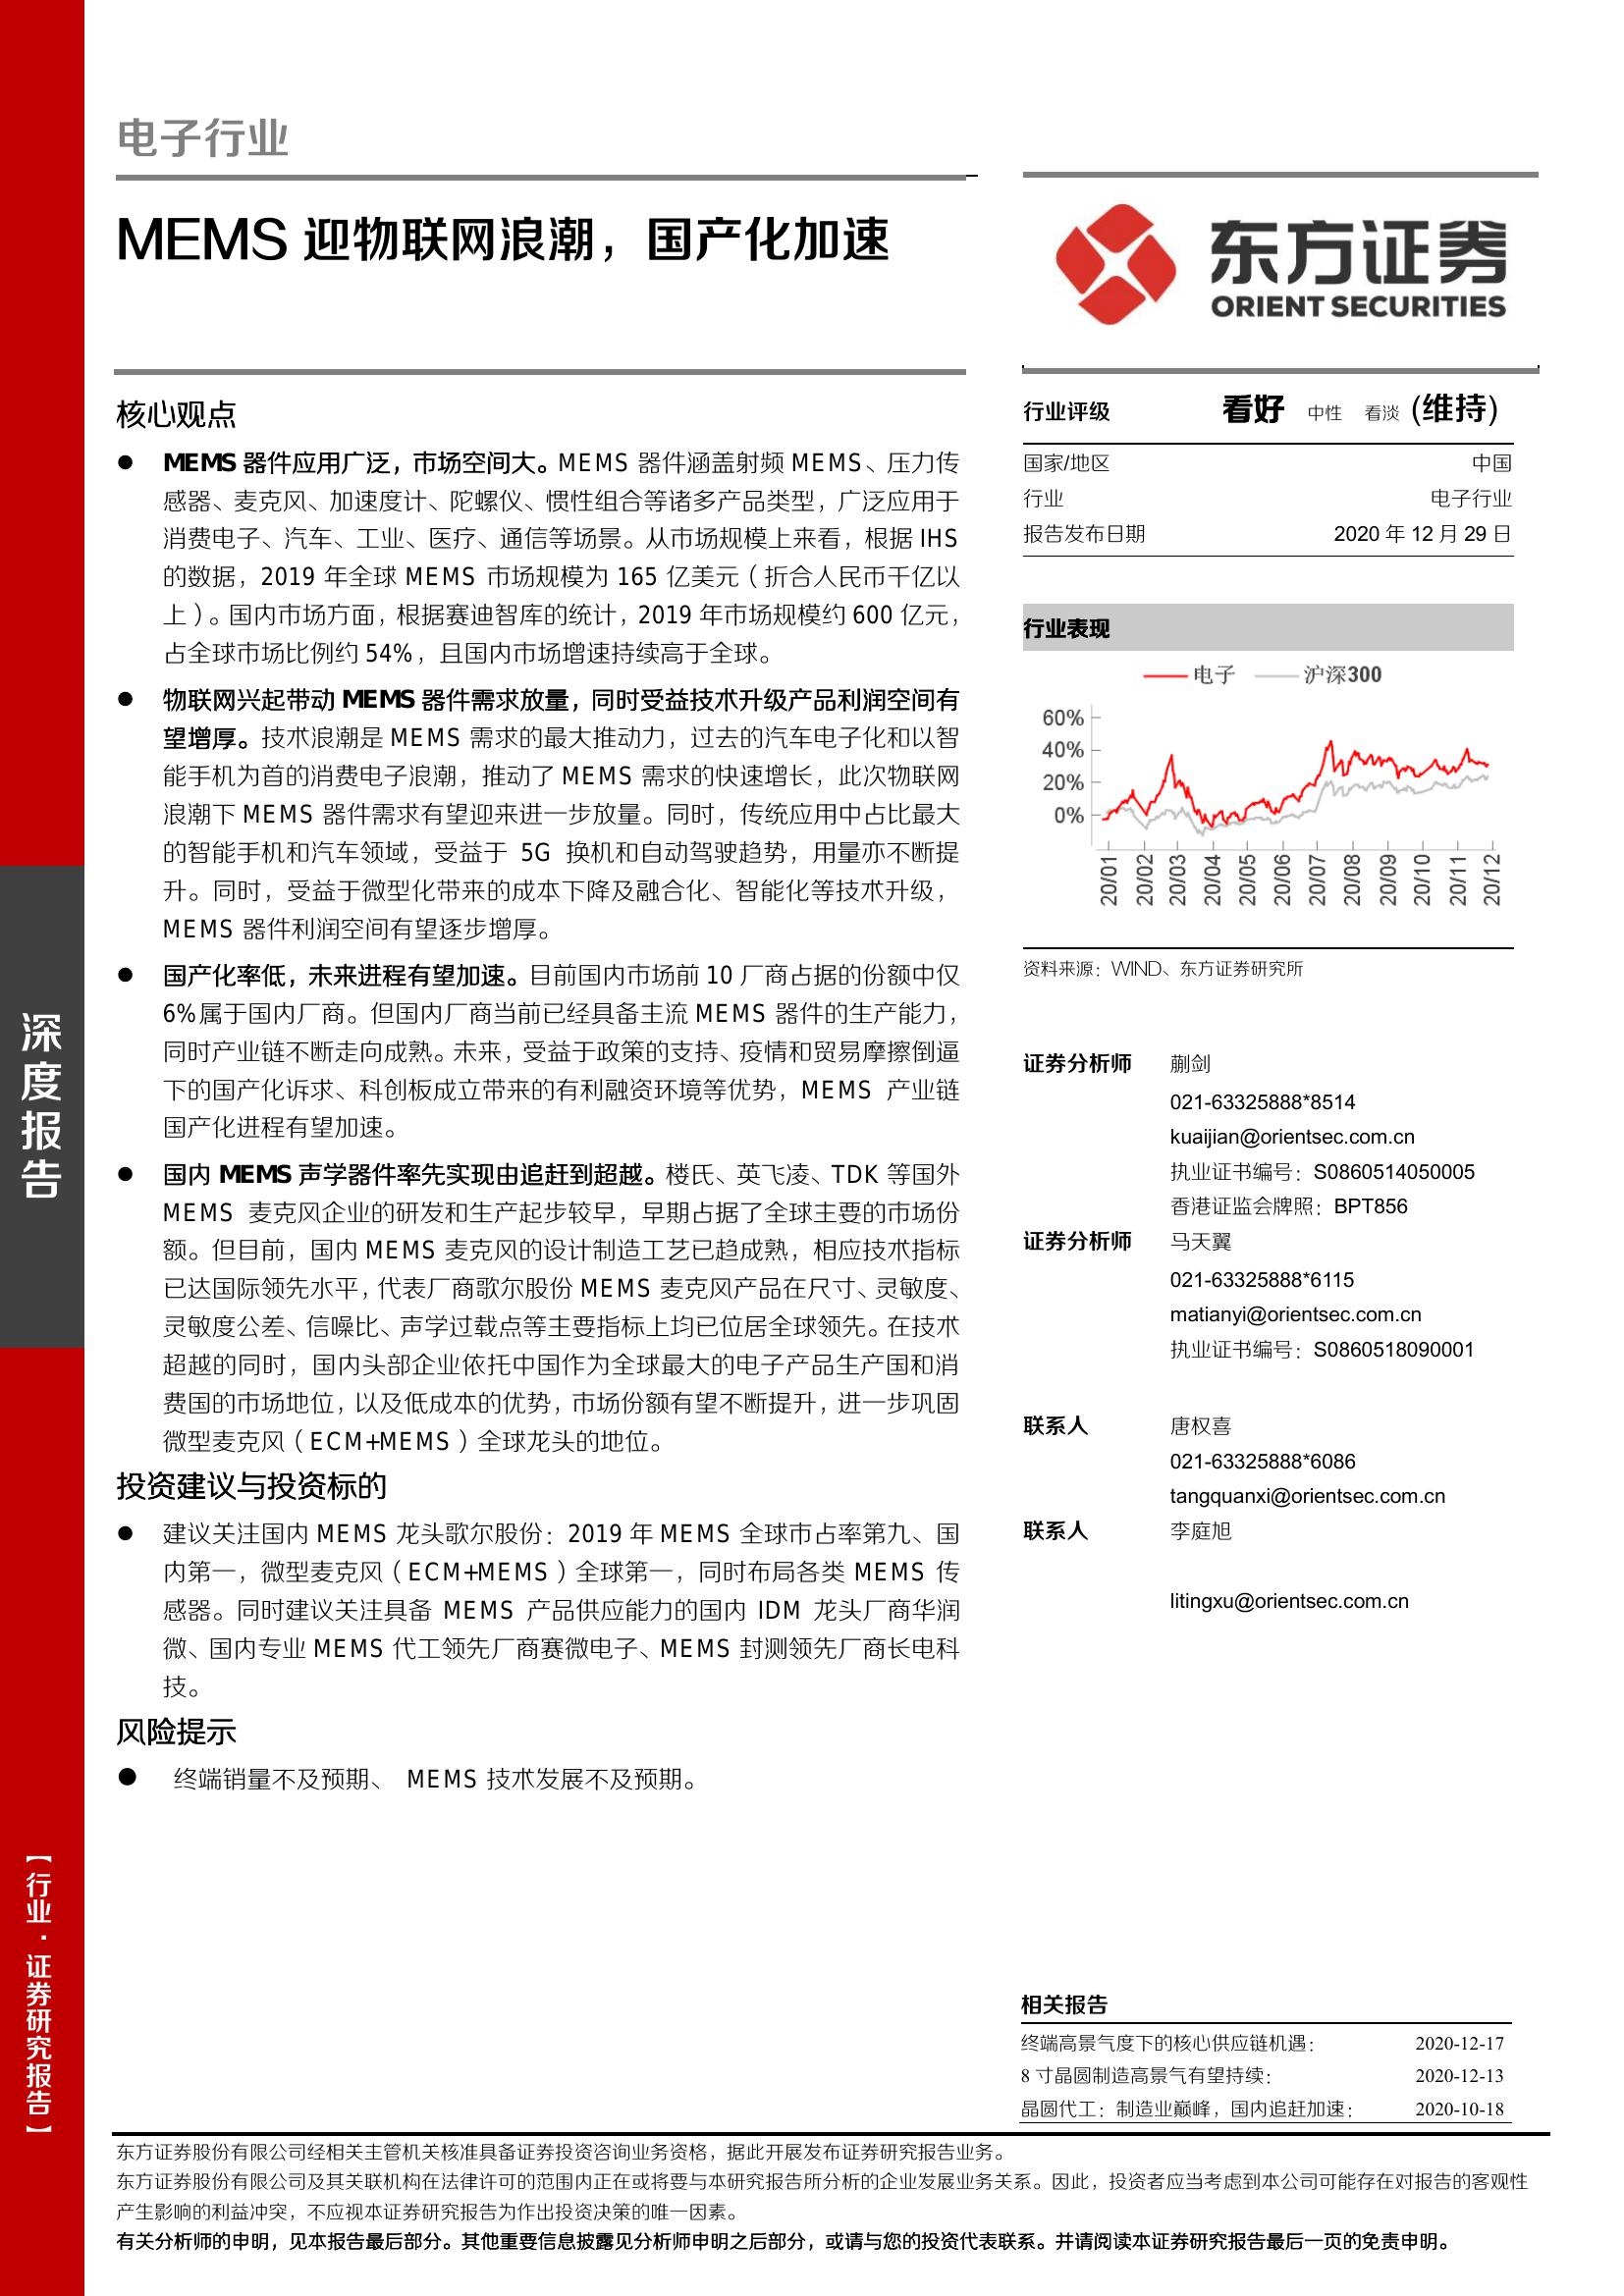 电子行业
MEMS 迎物联网浪潮，国产化加速
东方证券
ORIENT SECURITIES
核心观点
● MEMS 器件应用广泛，市场空间大。MEMS 器件涵盖射频 MEMS、压力传
感器、麦克风、加速度计、陀螺仪、惯性组合等诸多产品类型，广泛应用于
消费电子、汽车、工业、医疗、通信等场景。从市场规模上来看，根据 IHS
的数据，2019 年全球 MEMS 市场规模为 165 亿美元（折合人民币千亿以
上）。国内市场方面，根据赛迪智库的统计，2019 年市场规模约 600 亿元，
占全球市场比例约 54%，且国内市场增速持续高于全球。
● 物联网兴起带动 MEMS 器件需求放量，同时受益技术升级产品利润空间有
望增厚。技术浪潮是 MEMS 需求的最大推动力，过去的汽车电子化和以智
能手机为首的消费电子浪潮，推动了 MEMS 需求的快速增长，此次物联网
浪潮下 MEMS 器件需求有望迎来进一步放量。同时，传统应用中占比最大
的智能手机和汽车领域，受益于 5G 换机和自动驾驶趋势，用量亦不断提
升。同时，受益于微型化带来的成本下降及融合化、智能化等技术升级，
MEMS 器件利润空间有望逐步增厚。
● 国产化率低，未来进程有望加速。目前国内市场前 10 厂商占据的份额中仅
6%属于国内厂商。但国内厂商当前已经具备主流 MEMS 器件的生产能力，
同时产业链不断走向成熟。未来，受益于政策的支持、疫情和贸易摩擦倒逼
下的国产化诉求、科创板成立带来的有利融资环境等优势，MEMS 产业链
国产化进程有望加速。
● 国内 MEMS 声学器件率先实现由追赶到超越。楼氏、英飞凌、TDK 等国外
MEMS 麦克风企业的研发和生产起步较早，早期占据了全球主要的市场份
额。但目前，国内 MEMS 麦克风的设计制造工艺已趋成熟，相应技术指标
已达国际领先水平，代表厂商歌尔股份 MEMS 麦克风产品在尺寸、灵敏度、
灵敏度公差、信噪比、声学过载点等主要指标上均已位居全球领先。在技术
超越的同时，国内头部企业依托中国作为全球最大的电子产品生产国和消
费国的市场地位，以及低成本的优势，市场份额有望不断提升，进一步巩固
微型麦克风（ECM+MEMS）全球龙头的地位。
投资建议与投资标的
● 建议关注国内 MEMS 龙头歌尔股份：2019 年 MEMS 全球市占率第九、国
内第一，微型麦克风（ECM+MEMS）全球第一，同时布局各类 MEMS 传
感器。同时建议关注具备 MEMS 产品供应能力的国内 IDM 龙头厂商华润
微、国内专业 MEMS 代工领先厂商赛微电子、MEMS 封测领先厂商长电科
技。
风险提示
● 终端销量不及预期、 MEMS 技术发展不及预期。
行业评级 看好 中性 看淡 (维持)
国家/地区 中国
行业 电子行业
报告发布日期 2020 年 12 月 29 日
行业表现
电子 沪深300
60%
40%
20%
0%
20/01 20/02 20/03 20/04 20/05 20/06 20/07 20/08 20/09 20/10 20/11 20/12
资料来源：WIND、东方证券研究所
证券分析师 蒯剑
021-63325888*8514
kuaijian@orientsec.com.cn
执业证书编号：S0860514050005
香港证监会牌照：BPT856
证券分析师 马天翼
021-63325888*6115
matianyi@orientsec.com.cn
执业证书编号：S0860518090001
联系人 唐权喜
021-63325888*6086
tangquanxi@orientsec.com.cn
联系人 李庭旭
litingxu@orientsec.com.cn
相关报告
终端高景气度下的核心供应链机遇： 2020-12-17
8 寸晶圆制造高景气有望持续： 2020-12-13
晶圆代工：制造业巅峰，国内追赶加速： 2020-10-18
深度报告
【行业·证券研究报告】
东方证券股份有限公司经相关主管机关核准具备证券投资咨询业务资格，据此开展发布证券研究报告业务。
东方证券股份有限公司及其关联机构在法律许可的范围内正在或将要与本研究报告所分析的企业发展业务关系。因此，投资者应当考虑到本公司可能存在对报告的客观性
产生影响的利益冲突，不应视本证券研究报告为作出投资决策的唯一因素。
有关分析师的申明，见本报告最后部分。其他重要信息披露见分析师申明之后部分，或请与您的投资代表联系。并请阅读本证券研究报告最后一页的免责申明。